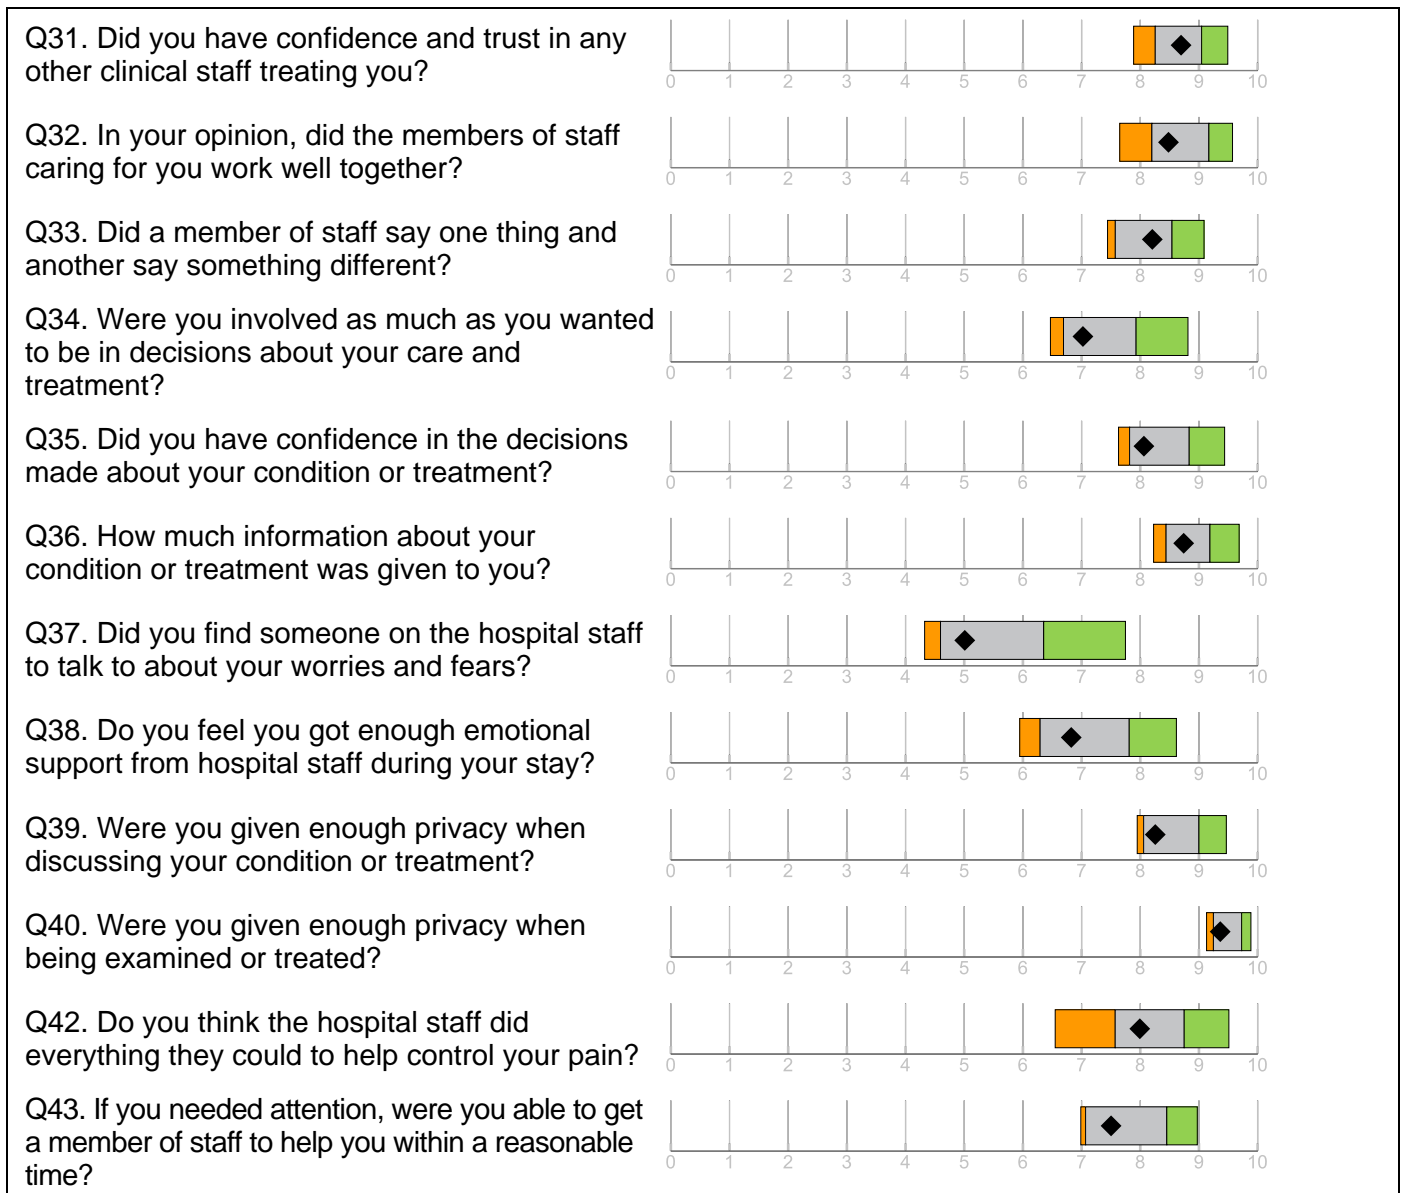 Q31. Did you have confidence and trust in any
other clinical staff treating you?
0 1 2 3 4 5 6 7 8 9 10
Q32. In your opinion, did the members of staff
caring for you work well together?
0 1 2 3 4 5 6 7 8 9 10
Q33. Did a member of staff say one thing and
another say something different?
0 1 2 3 4 5 6 7 8 9 10
Q34. Were you involved as much as you wanted
to be in decisions about your care and
treatment?
0 1 2 3 4 5 6 7 8 9 10
Q35. Did you have confidence in the decisions
made about your condition or treatment?
0 1 2 3 4 5 6 7 8 9 10
Q36. How much information about your
condition or treatment was given to you?
0 1 2 3 4 5 6 7 8 9 10
Q37. Did you find someone on the hospital staff
to talk to about your worries and fears?
0 1 2 3 4 5 6 7 8 9 10
Q38. Do you feel you got enough emotional
support from hospital staff during your stay?
0 1 2 3 4 5 6 7 8 9 10
Q39. Were you given enough privacy when
discussing your condition or treatment?
0 1 2 3 4 5 6 7 8 9 10
Q40. Were you given enough privacy when
being examined or treated?
0 1 2 3 4 5 6 7 8 9 10
Q42. Do you think the hospital staff did
everything they could to help control your pain?
0 1 2 3 4 5 6 7 8 9 10
Q43. If you needed attention, were you able to get
a member of staff to help you within a reasonable
time?
0 1 2 3 4 5 6 7 8 9 10